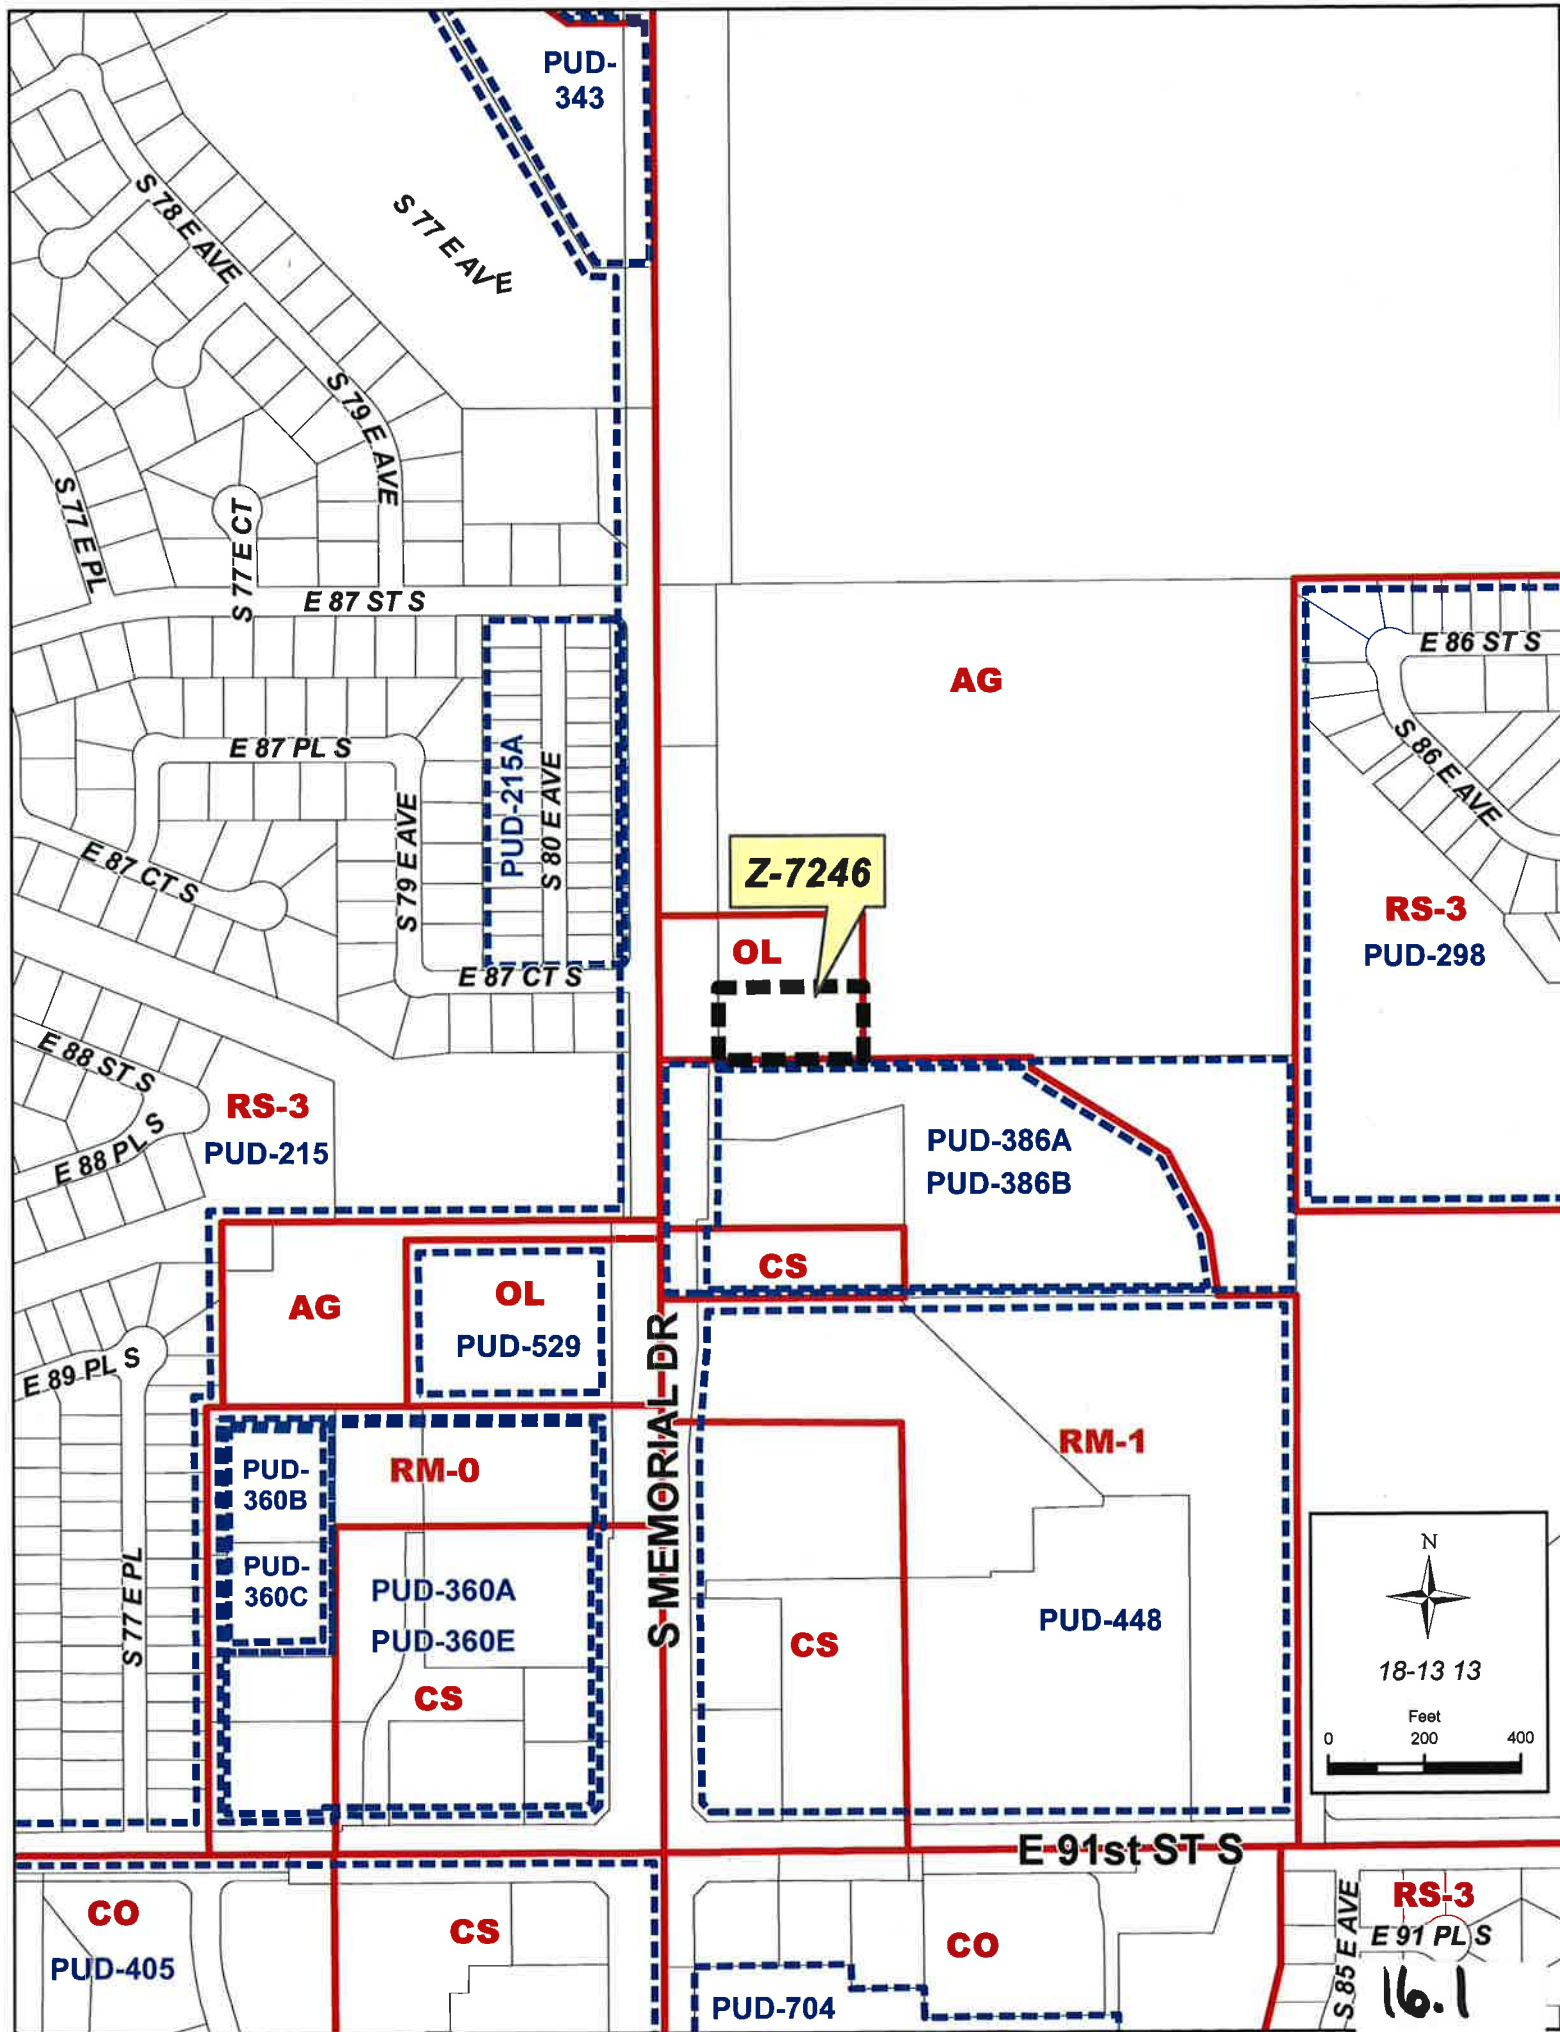 PUD-
343
S 78 E AVE
S 77 E AVE
S 79 E AVE
S 77 E PL
S 77 E CT
E 87 ST S
E 86 ST S
AG
S 86 E AVE
E 87 PL S
PUD-215A
S 80 E AVE
S 79 E AVE
E 87 CT S
Z-7246
RS-3
PUD-298
OL
E 87 CT S
E 88 ST S
RS-3
PUD-215
E 88 PL S
PUD-386A
PUD-386B
CS
AG
OL
PUD-529
E 89 PL S
S MEMORIAL DR
RM-1
RM-0
PUD-
360B
PUD-
360C
PUD-360A
PUD-360E
S 77 E PL
CS
CS
PUD-448
N
18-13 13
Feet
0 200 400
E 91st ST S
CO
PUD-405
CS
CO
PUD-704
S 85 E AVE
RS-3
E 91 PL S
16.1